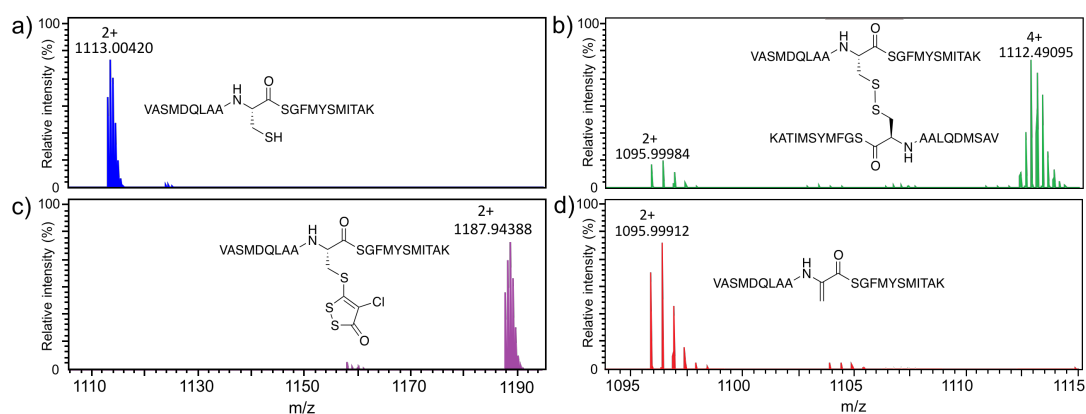 a)
100
Relative intensity (%)
0
2+
1113.00420
VASMDQLAA
H
N
O
SGFMYSMITAK
SH
b)
100
Relative intensity (%)
0
2+
1095.99984
4+
1112.49095
VASMDQLAA
H
N
O
SGFMYSMITAK
S
S
KATIMSYMFGS
O
N
H
AALQDMSAV
c)
100
Relative intensity (%)
0
2+
1187.94388
VASMDQLAA
H
N
O
SGFMYSMITAK
S
S
S
Cl
O
1110 1130 1150 1170 1190
m/z
d)
100
Relative intensity (%)
0
2+
1095.99912
VASMDQLAA
H
N
O
SGFMYSMITAK
1095 1100 1105 1110 1115
m/z